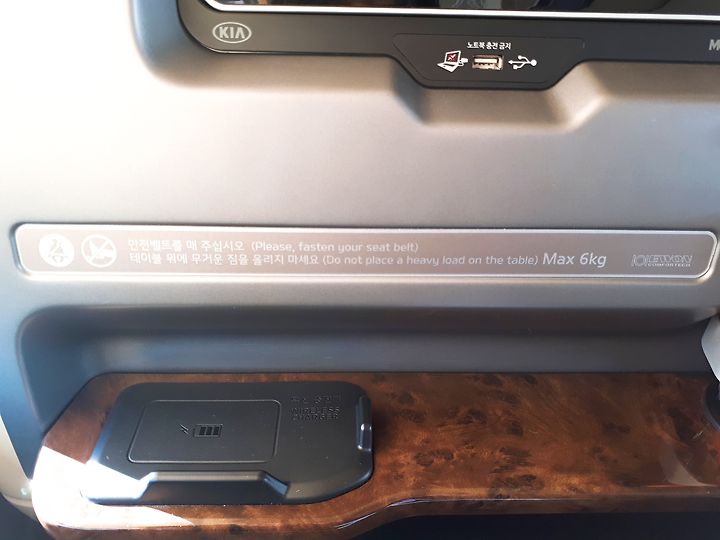 KIA
노트북 충전 금지
M
안전벨트를 매 주십시오 (Please, fasten your seat belt)
테이블 위에 무거운 짐을 올리지 마세요 (Do not place a heavy load on the table) Max 6kg
COMFORTECH
WIRELESS
CHARGER